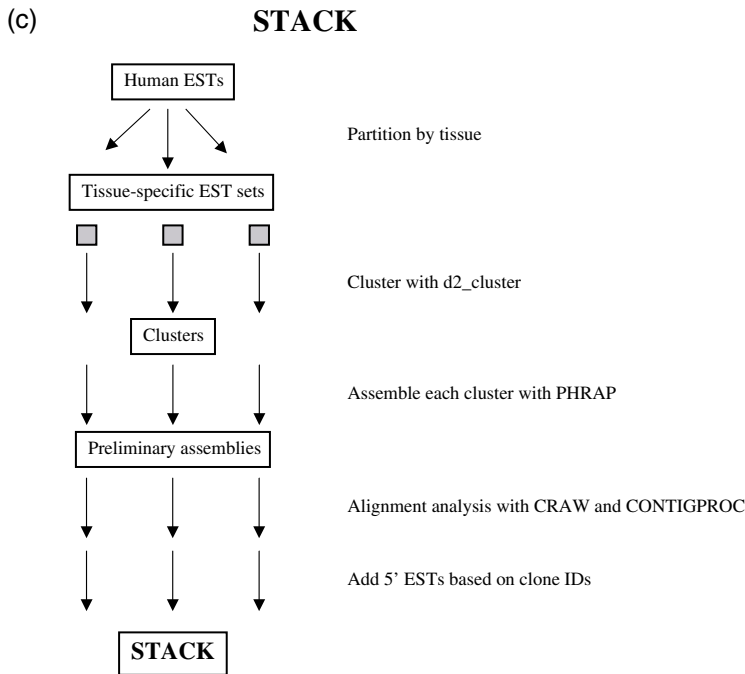 (c)
STACK
Human ESTs
Partition by tissue
Tissue-specific EST sets
Cluster with d2_cluster
Clusters
Assemble each cluster with PHRAP
Preliminary assemblies
Alignment analysis with CRAW and CONTIGPROC
Add 5’ ESTs based on clone IDs
STACK